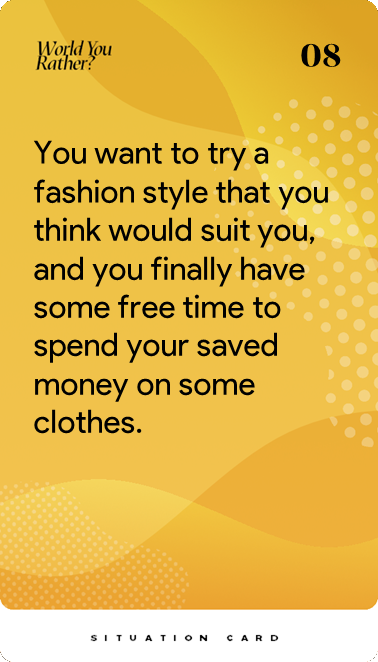 World You
Rather?
08
You want to try a
fashion style that you
think would suit you,
and you finally have
some free time to
spend your saved
money on some
clothes.
SITUATION CARD